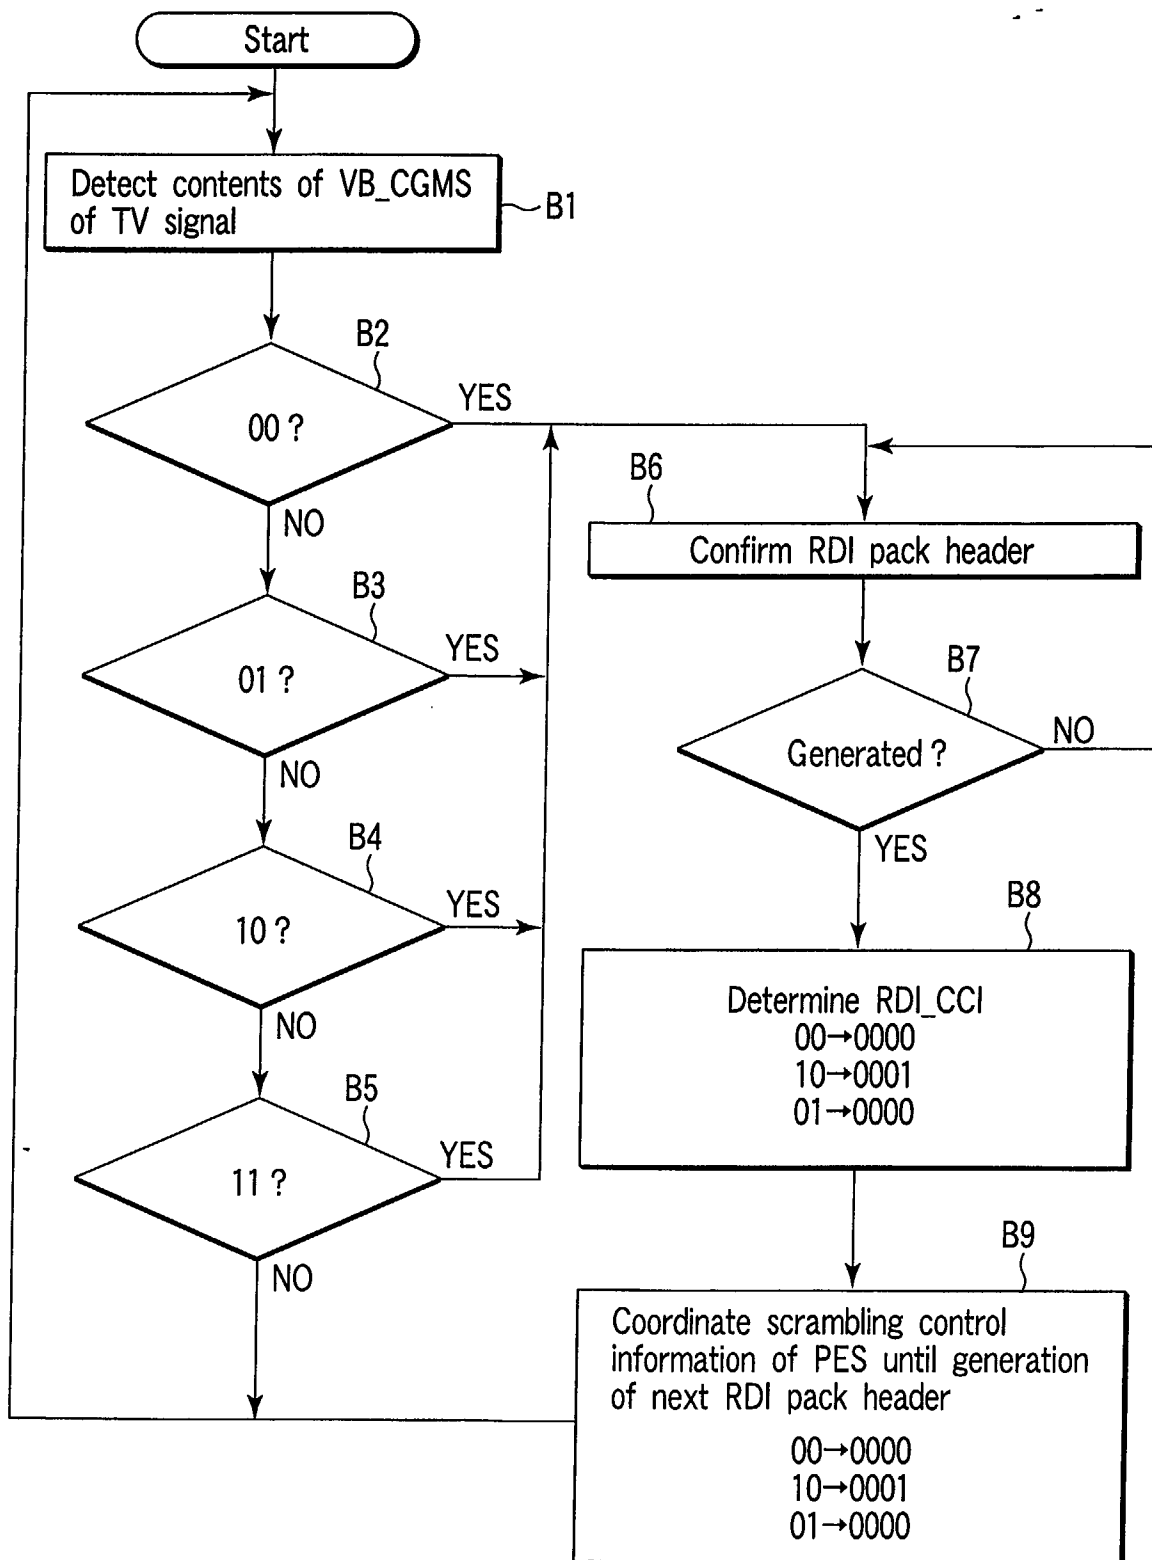 Start
Detect contents of VB_CGMS
of TV signal
B1
B2
00 ?
YES
NO
B3
01 ?
YES
NO
B4
10 ?
YES
NO
B5
11 ?
YES
NO
B6
Confirm RDI pack header
B7
Generated ?
NO
YES
B8
Determine RDI_CCI
00→0000
10→0001
01→0000
B9
Coordinate scrambling control
information of PES until generation
of next RDI pack header
00→0000
10→0001
01→0000